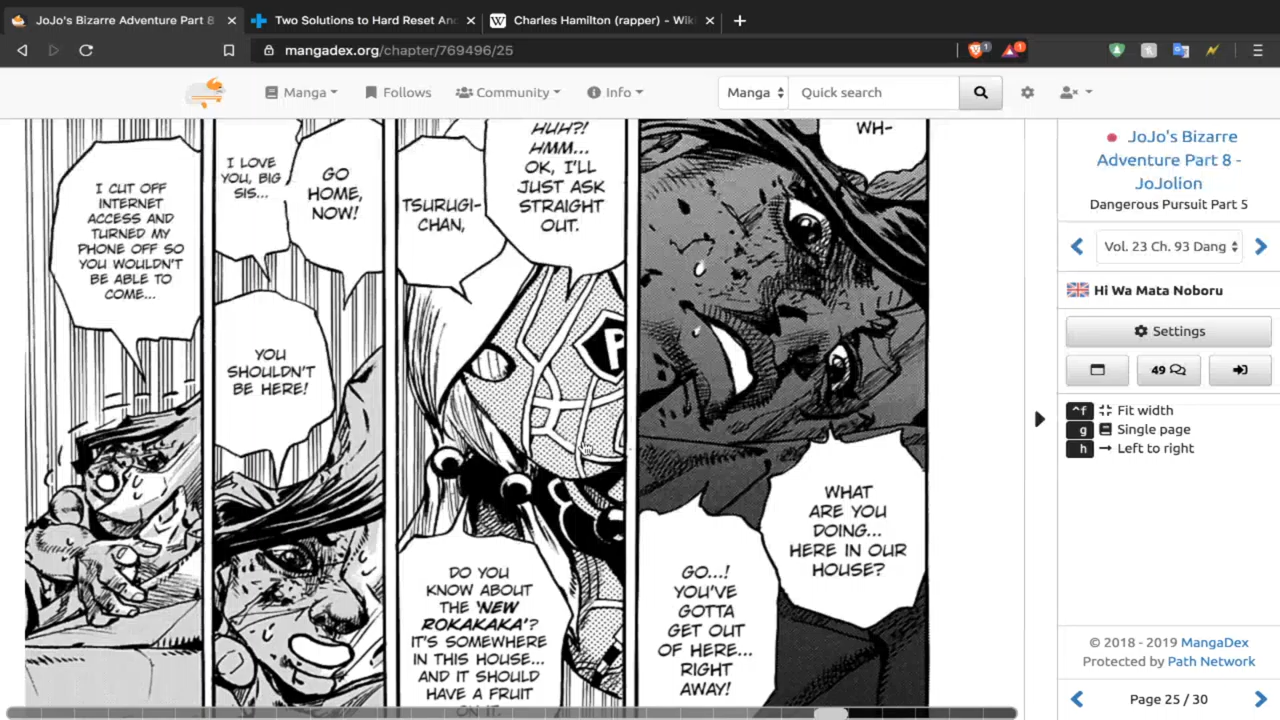 JoJo's Bizarre Adventure Part 8
Two Solutions to Hard Reset And
Charles Hamilton (rapper) - Wiki
mangadex.org/chapter/769496/25
1
1
Manga
Follows
Community
Info
Manga
Quick search
WH-
WHAT
ARE YOU
DOING...
HERE IN OUR
HOUSE?
GO...!
YOU'VE
GOTTA
GET OUT
OF HERE...
RIGHT
AWAY!
HUH?!
HMM...
OK, I'LL
JUST ASK
STRAIGHT
OUT.
TSURUGI-
CHAN,
P
DO YOU
KNOW ABOUT
THE 'NEW
ROKAKAKA'?
IT'S SOMEWHERE
IN THIS HOUSE...
AND IT SHOULD
HAVE A FRUIT
ON IT.
GO
HOME,
NOW!
I LOVE
YOU, BIG
SIS...
YOU
SHOULDN'T
BE HERE!
I CUT OFF
INTERNET
ACCESS AND
TURNED MY
PHONE OFF SO
YOU WOULDN'T
BE ABLE TO
COME...
JoJo's Bizarre
Adventure Part 8 -
JoJolion
Dangerous Pursuit Part 5
Vol. 23 Ch. 93 Dang
Hi Wa Mata Noboru
Settings
49
^f Fit width
g Single page
h Left to right
© 2018 - 2019 MangaDex
Protected by Path Network
Page 25 / 30